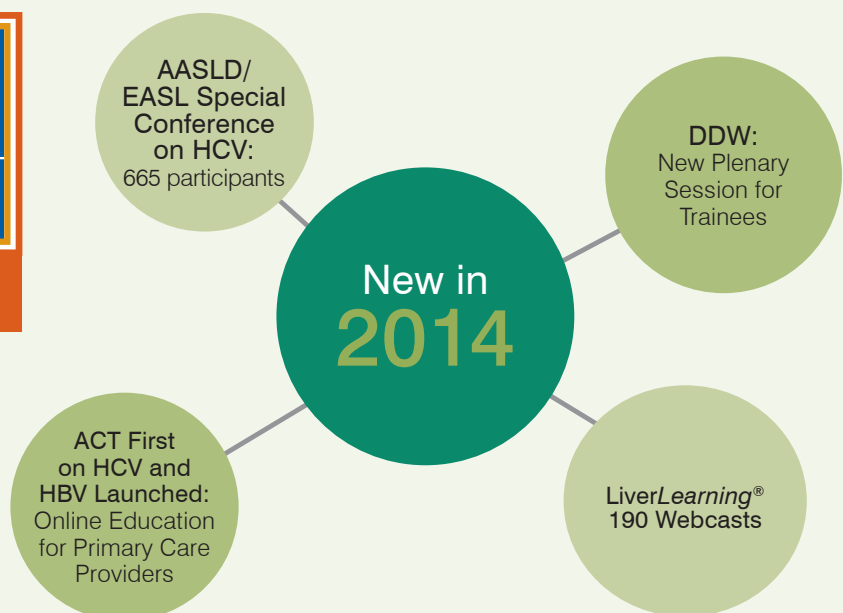 AASLD/
EASL Special
Conference
on HCV:
665 participants
DDW:
New Plenary
Session for
Trainees
New in
2014
ACT First
on HCV and
HBV Launched:
Online Education
for Primary Care
Providers
LiverLearning®
190 Webcasts